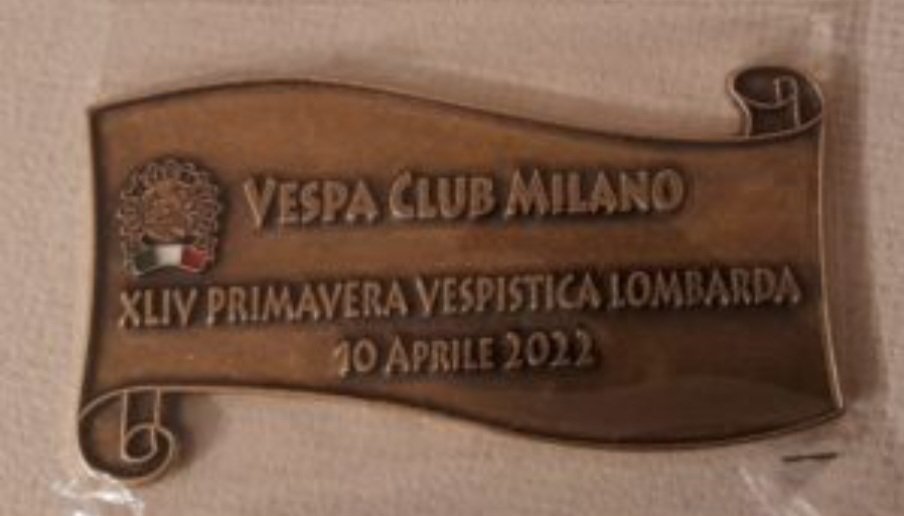 VESPA CLUB MILANO
XLIV PRIMAVERA VESPISTICA LOMBARDA
10 APRILE 2022